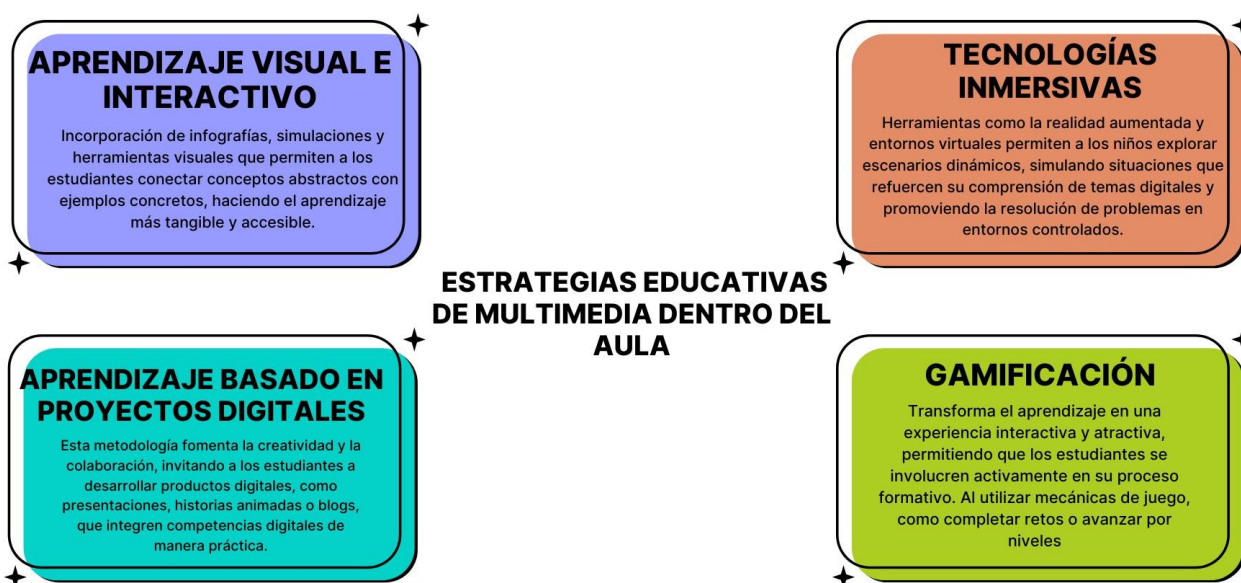 APRENDIZAJE VISUAL E
INTERACTIVO
Incorporación de infografías, simulaciones y
herramientas visuales que permiten a los
estudiantes conectar conceptos abstractos con
ejemplos concretos, haciendo el aprendizaje
más tangible y accesible.
TECNOLOGÍAS
INMERSIVAS
Herramientas como la realidad aumentada y
entornos virtuales permiten a los niños explorar
escenarios dinámicos, simulando situaciones que
refuercen su comprensión de temas digitales y
promoviendo la resolución de problemas en
entornos controlados.
ESTRATEGIAS EDUCATIVAS
DE MULTIMEDIA DENTRO DEL
AULA
APRENDIZAJE BASADO EN
PROYECTOS DIGITALES
Esta metodología fomenta la creatividad y la
colaboración, invitando a los estudiantes a
desarrollar productos digitales, como
presentaciones, historias animadas o blogs,
que integren competencias digitales de
manera práctica.
GAMIFICACIÓN
Transforma el aprendizaje en una
experiencia interactiva y atractiva,
permitiendo que los estudiantes se
involucren activamente en su proceso
formativo. Al utilizar mecánicas de juego,
como completar retos o avanzar por
niveles